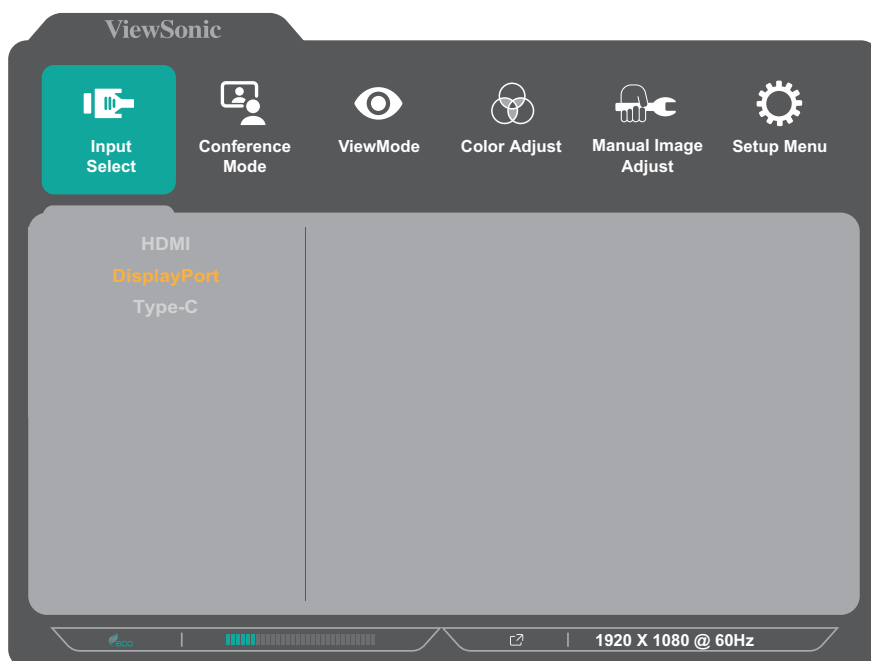 ViewSonic
Input
Select
Conference
Mode
ViewMode
Color Adjust
Manual Image
Adjust
Setup Menu
HDMI
DisplayPort
Type-C
eco
1920 X 1080 @ 60Hz